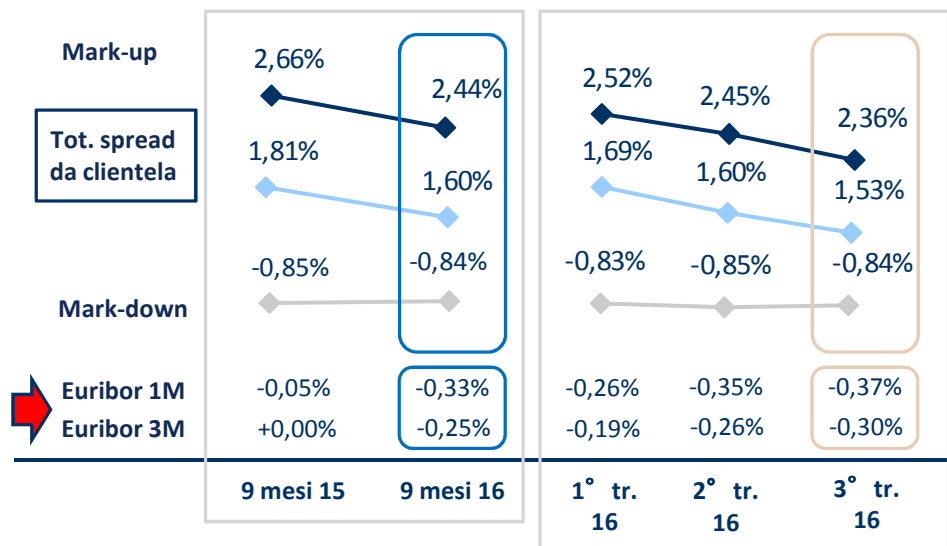 Mark-up
2,66%
2,44%
2,52%
2,45%
2,36%
Tot. spread
da clientela
1,81%
1,60%
1,69%
1,60%
1,53%
-0,85%
-0,84%
-0,83%
-0,85%
-0,84%
Mark-down
Euribor 1M -0,05% -0,33% -0,26% -0,35% -0,37%
Euribor 3M +0,00% -0,25% -0,19% -0,26% -0,30%
9 mesi 15 9 mesi 16 1° tr. 2° tr. 3° tr.
16 16 16